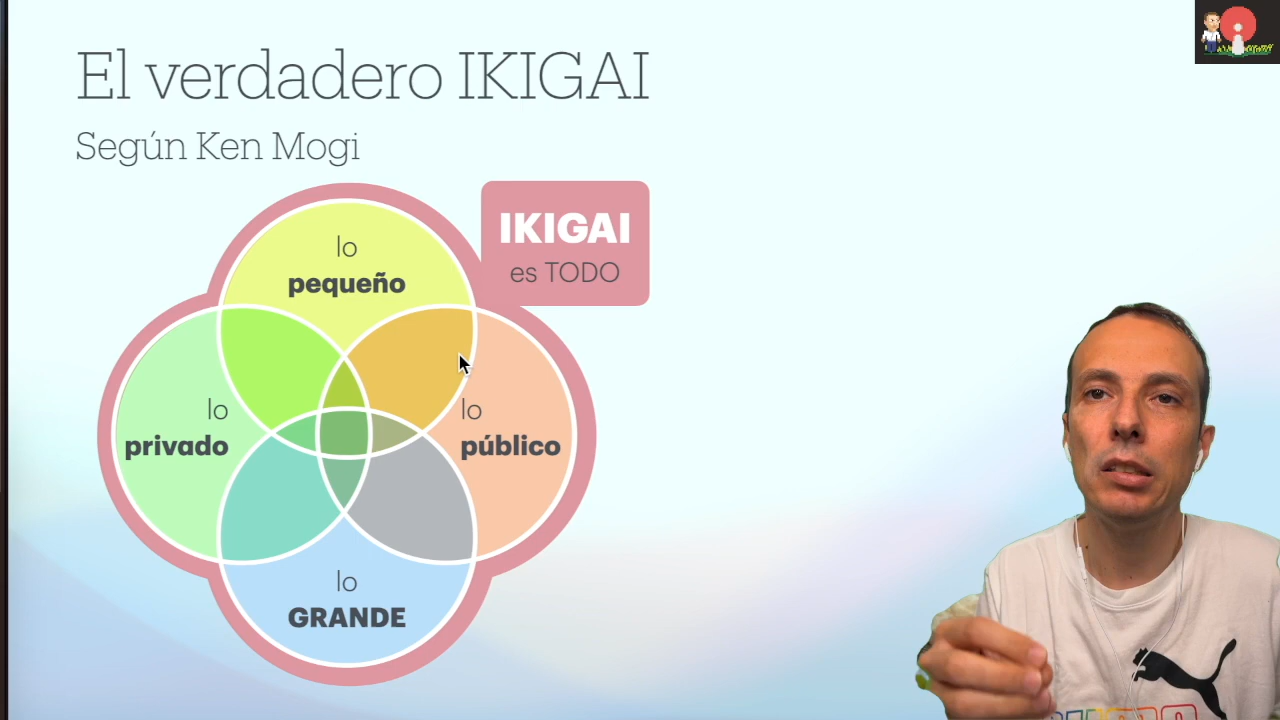 El verdadero IKIGAI
Según Ken Mogi
IKIGAI
es TODO
lo
pequeño
lo
privado
lo
público
lo
GRANDE